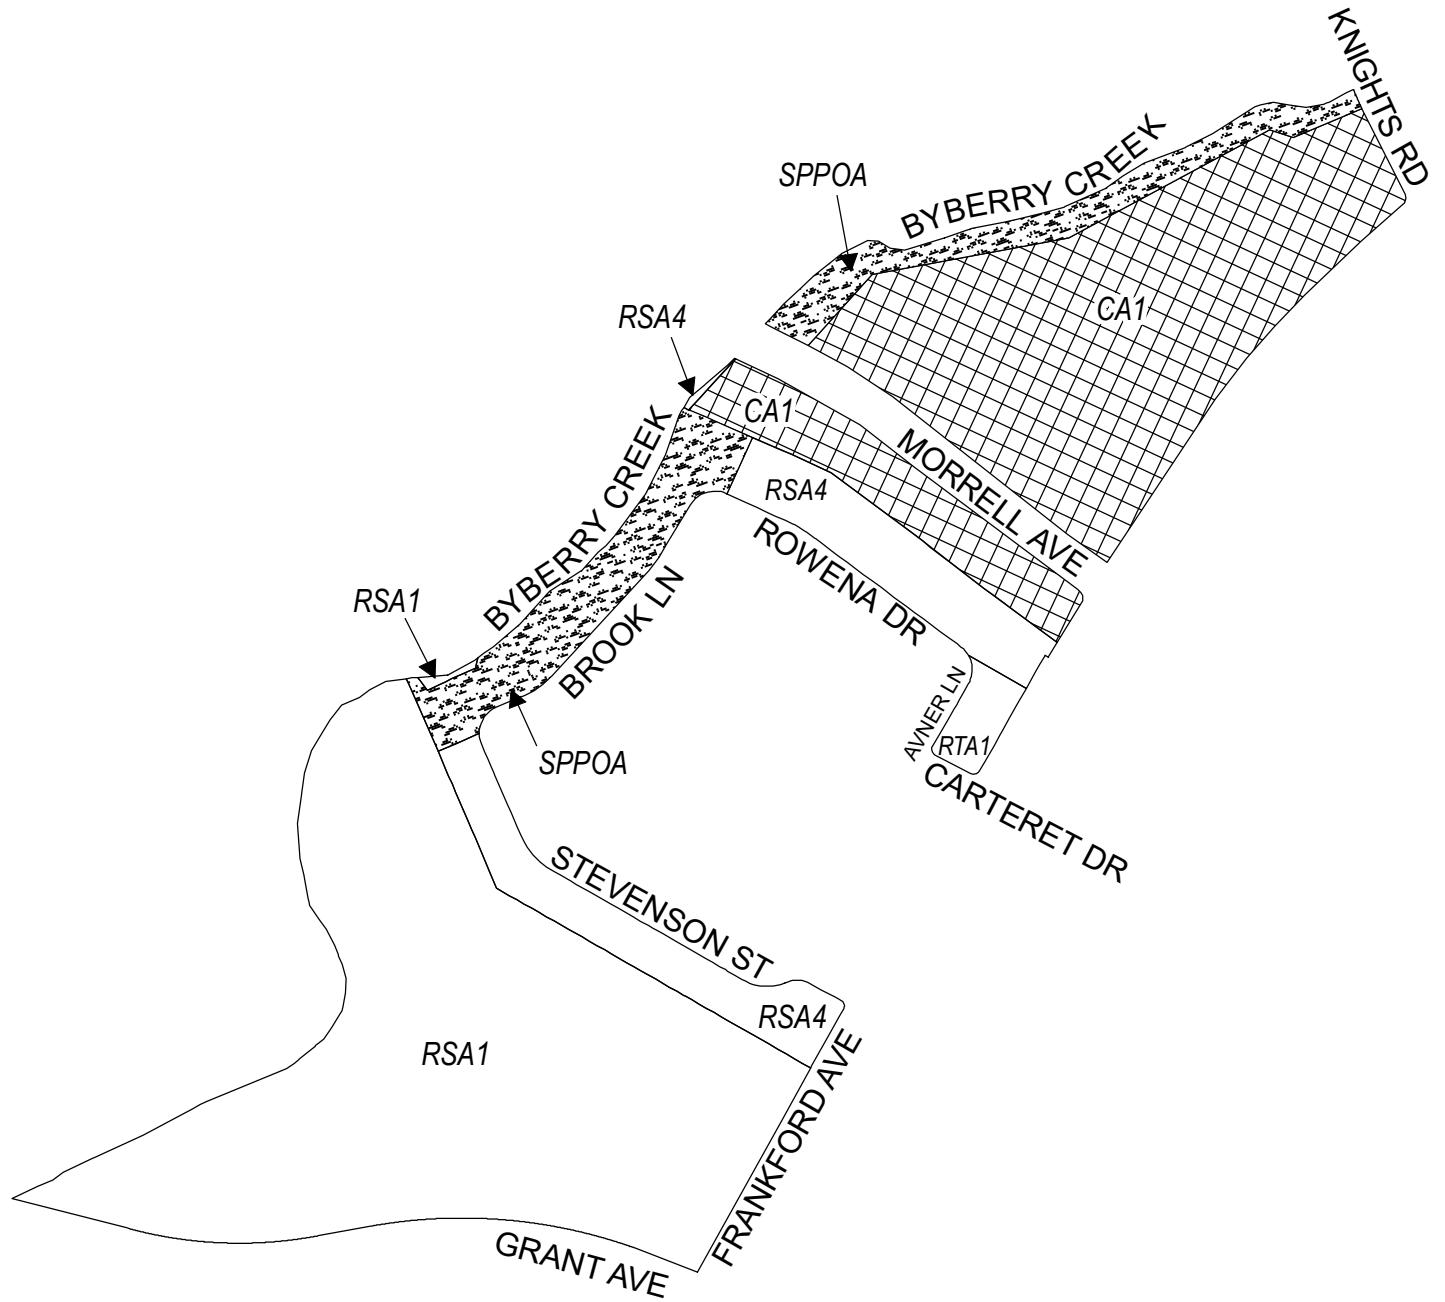 KNIGHTS RD
BYBERRY CREEK
SPPOA
CA1
RSA4
CA1
MORRELL AVE
RSA4
ROWENA DR
BYBERRY CREEK
RSA1
BROOK LN
AVNER LN
RTA1
SPPOA
CARTERET DR
STEVENSON ST
RSA4
RSA1
FRANKFORD AVE
GRANT AVE